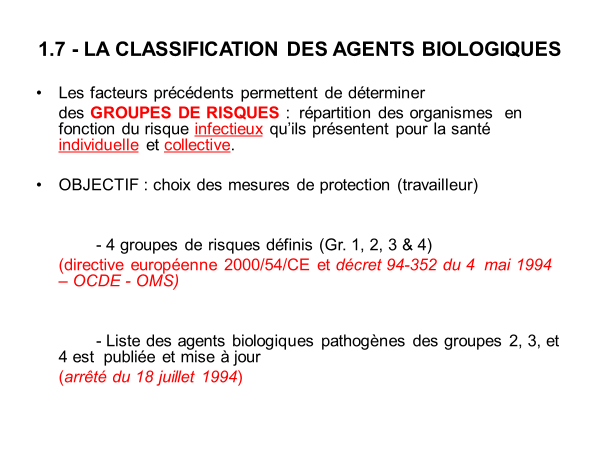 1.7 - LA CLASSIFICATION DES AGENTS BIOLOGIQUES
• Les facteurs précédents permettent de déterminer
des GROUPES DE RISQUES : répartition des organismes en
fonction du risque infectieux qu'ils présentent pour la santé
individuelle et collective.
• OBJECTIF : choix des mesures de protection (travailleur)
- 4 groupes de risques définis (Gr. 1, 2, 3 & 4)
(directive européenne 2000/54/CE et décret 94-352 du 4 mai 1994
– OCDE - OMS)
- Liste des agents biologiques pathogènes des groupes 2, 3, et
4 est publiée et mise à jour
(arrêté du 18 juillet 1994)